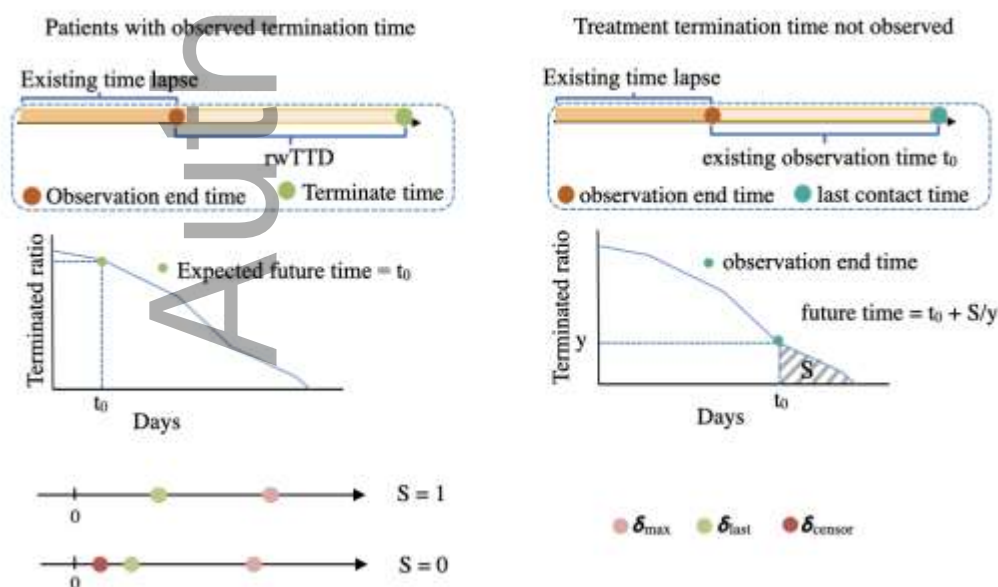 Patients with observed termination time
Existing time lapse
rwTTD
Observation end time
Terminate time
Treatment termination time not observed
Existing time lapse
existing observation time t₀
observation end time
last contact time
Terminated ratio
Expected future time = t₀
t₀
Days
Terminated ratio
observation end time
future time = t₀ + S/y
y
S
t₀
Days
0
S = 1
0
S = 0
δmax
δlast
δcensor